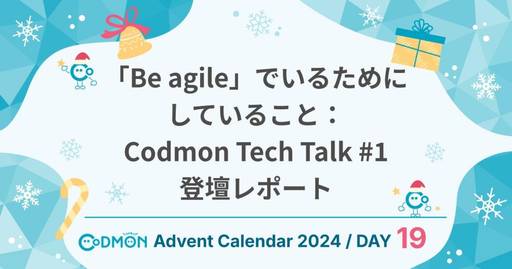 「Be agile」でいるために
していること：
Codmon Tech Talk #1
登壇レポート
CoDMON Advent Calendar 2024 / DAY 19